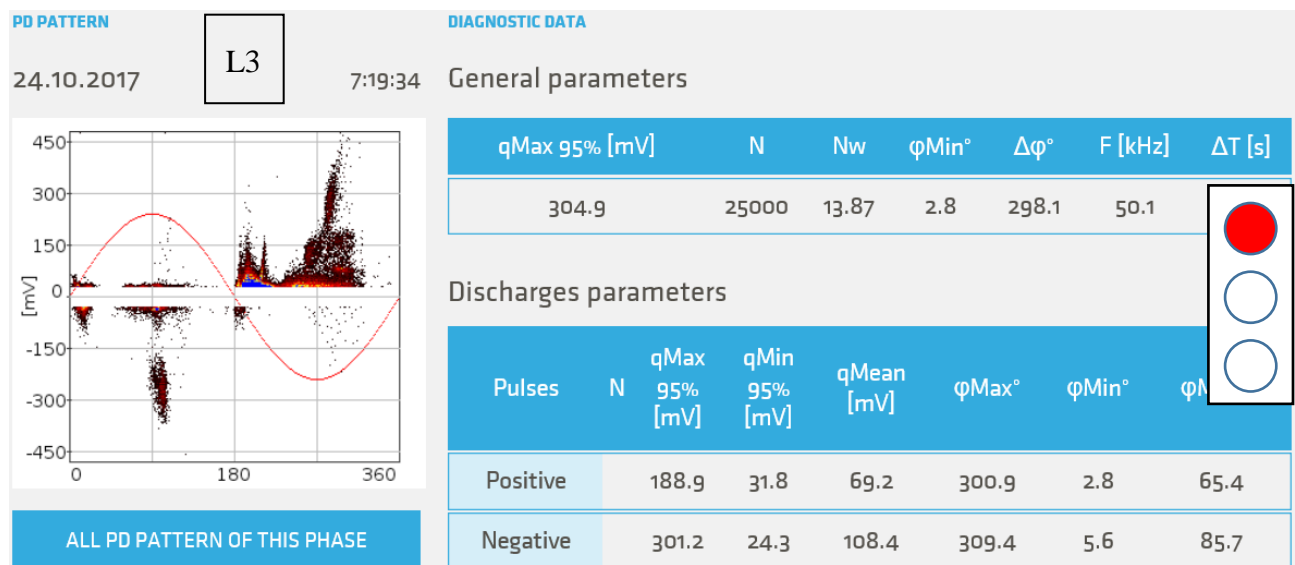 PD PATTERN
24.10.2017 L3 7:19:34
450
300
150
0
-150
-300
-450
[mV]
0 180 360
ALL PD PATTERN OF THIS PHASE
DIAGNOSTIC DATA
General parameters
qMax 95% [mV] N Nw φMin° Δφ° F [kHz] ΔT [s]
304.9 25000 13.87 2.8 298.1 50.1
Discharges parameters
Pulses N qMax 95% [mV] qMin 95% [mV] qMean [mV] φMax° φMin°
Positive 188.9 31.8 69.2 300.9 2.8 65.4
Negative 301.2 24.3 108.4 309.4 5.6 85.7